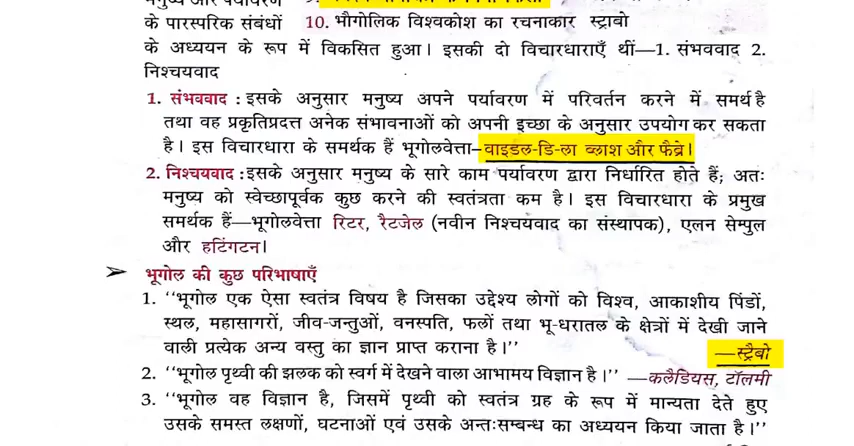 मनुष्य और पर्यावरण
के पारस्परिक संबंधों 10. भौगोलिक विश्वकोश का रचनाकार स्ट्राबो
के अध्ययन के रूप में विकसित हुआ। इसकी दो विचारधाराएँ थीं—1. संभववाद 2.
निश्चयवाद
1. संभववाद : इसके अनुसार मनुष्य अपने पर्यावरण में परिवर्तन करने में समर्थ है
तथा वह प्रकृतिप्रदत्त अनेक संभावनाओं को अपनी इच्छा के अनुसार उपयोग कर सकता
है। इस विचारधारा के समर्थक हैं भूगोलवेत्ता–वाइडल-डि-ला ब्लाश और फैब्रे।
2. निश्चयवाद : इसके अनुसार मनुष्य के सारे काम पर्यावरण द्वारा निर्धारित होते हैं; अतः
मनुष्य को स्वेच्छापूर्वक कुछ करने की स्वतंत्रता कम है। इस विचारधारा के प्रमुख
समर्थक हैं—भूगोलवेत्ता रिटर, रैटजेल (नवीन निश्चयवाद का संस्थापक), एलन सेम्पुल
और हटिंगटन।
➢ भूगोल की कुछ परिभाषाएँ
1. ‘‘भूगोल एक ऐसा स्वतंत्र विषय है जिसका उद्देश्य लोगों को विश्व, आकाशीय पिंडों,
स्थल, महासागरों, जीव-जन्तुओं, वनस्पति, फलों तथा भू-धरातल के क्षेत्रों में देखी जाने
वाली प्रत्येक अन्य वस्तु का ज्ञान प्राप्त कराना है।’’ —स्ट्रैबो
2. ‘‘भूगोल पृथ्वी की झलक को स्वर्ग में देखने वाला आभामय विज्ञान है।’’ —क्लैडियस, टॉलमी
3. ‘‘भूगोल वह विज्ञान है, जिसमें पृथ्वी को स्वतंत्र ग्रह के रूप में मान्यता देते हुए
उसके समस्त लक्षणों, घटनाओं एवं उसके अन्तःसम्बन्ध का अध्ययन किया जाता है।’’